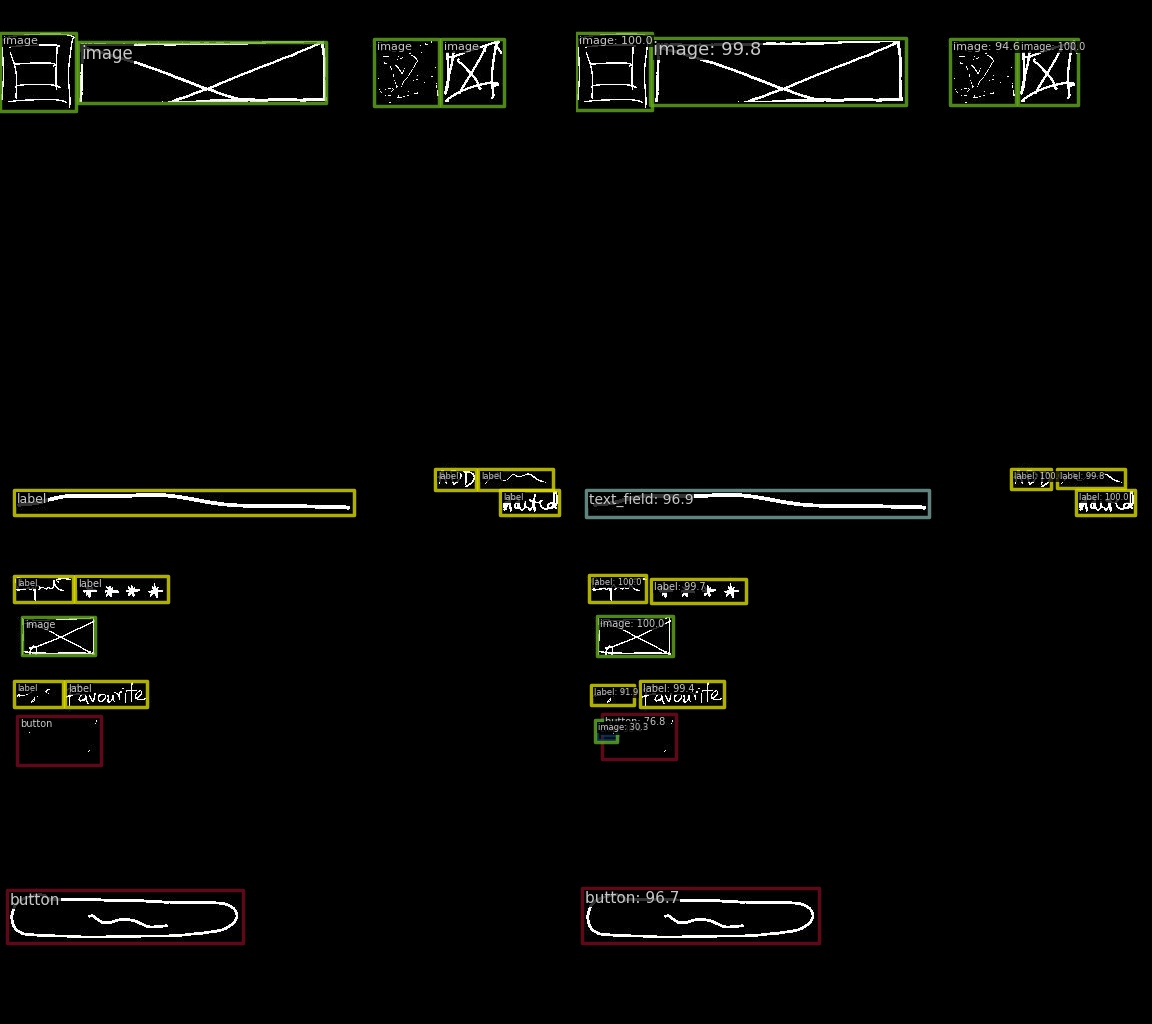 image image image image image: 100.0 image: 99.8 image: 94.6 image: 100.0
label label label label: 99.8
label text_field: 96.9 label label: 100.0
label label label: 100.0 label: 99.7
* * * *
image image: 100.0
label label label: 91.9 label: 99.4
Favourite Favourite
button button: 76.8
image: 30.3
button button: 96.7